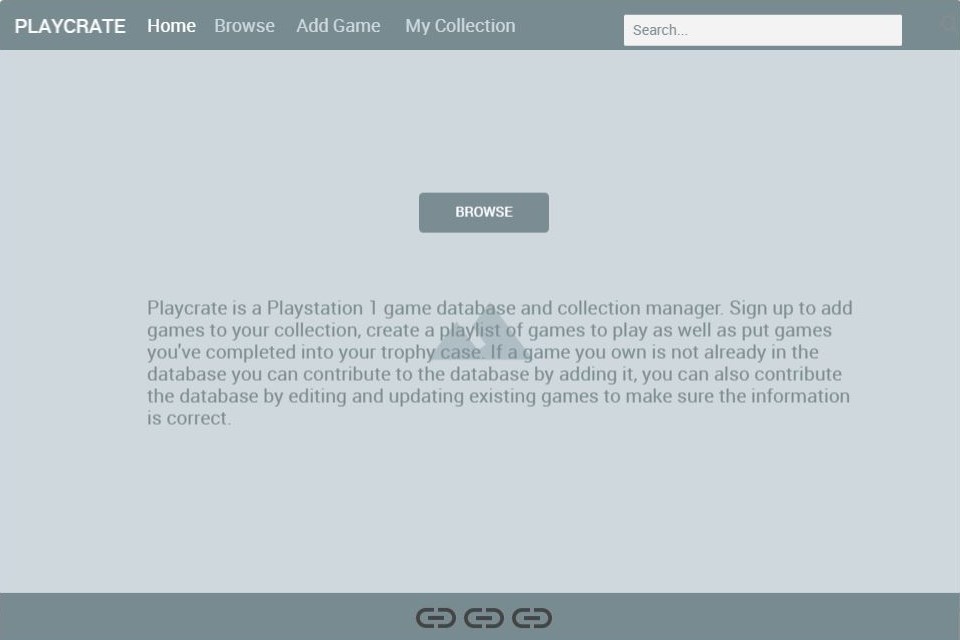 PLAYCRATE Home Browse Add Game My Collection Search...
BROWSE
Playcrate is a Playstation 1 game database and collection manager. Sign up to add
games to your collection, create a playlist of games to play as well as put games
you've completed into your trophy case. If a game you own is not already in the
database you can contribute to the database by adding it, you can also contribute
the database by editing and updating existing games to make sure the information
is correct.